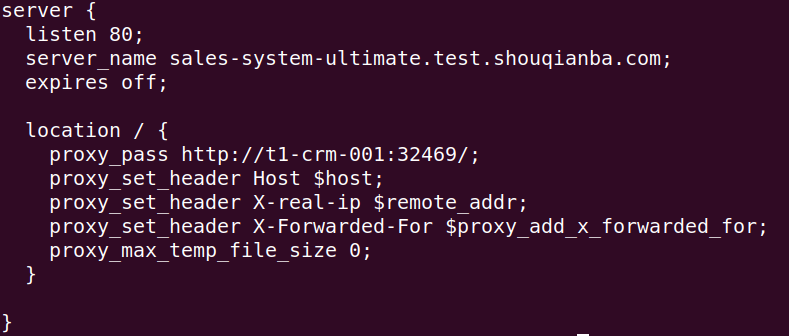 server {
  listen 80;
  server_name sales-system-ultimate.test.shouqianba.com;
  expires off;

  location / {
    proxy_pass http://t1-crm-001:32469/;
    proxy_set_header Host $host;
    proxy_set_header X-real-ip $remote_addr;
    proxy_set_header X-Forwarded-For $proxy_add_x_forwarded_for;
    proxy_max_temp_file_size 0;
  }

}